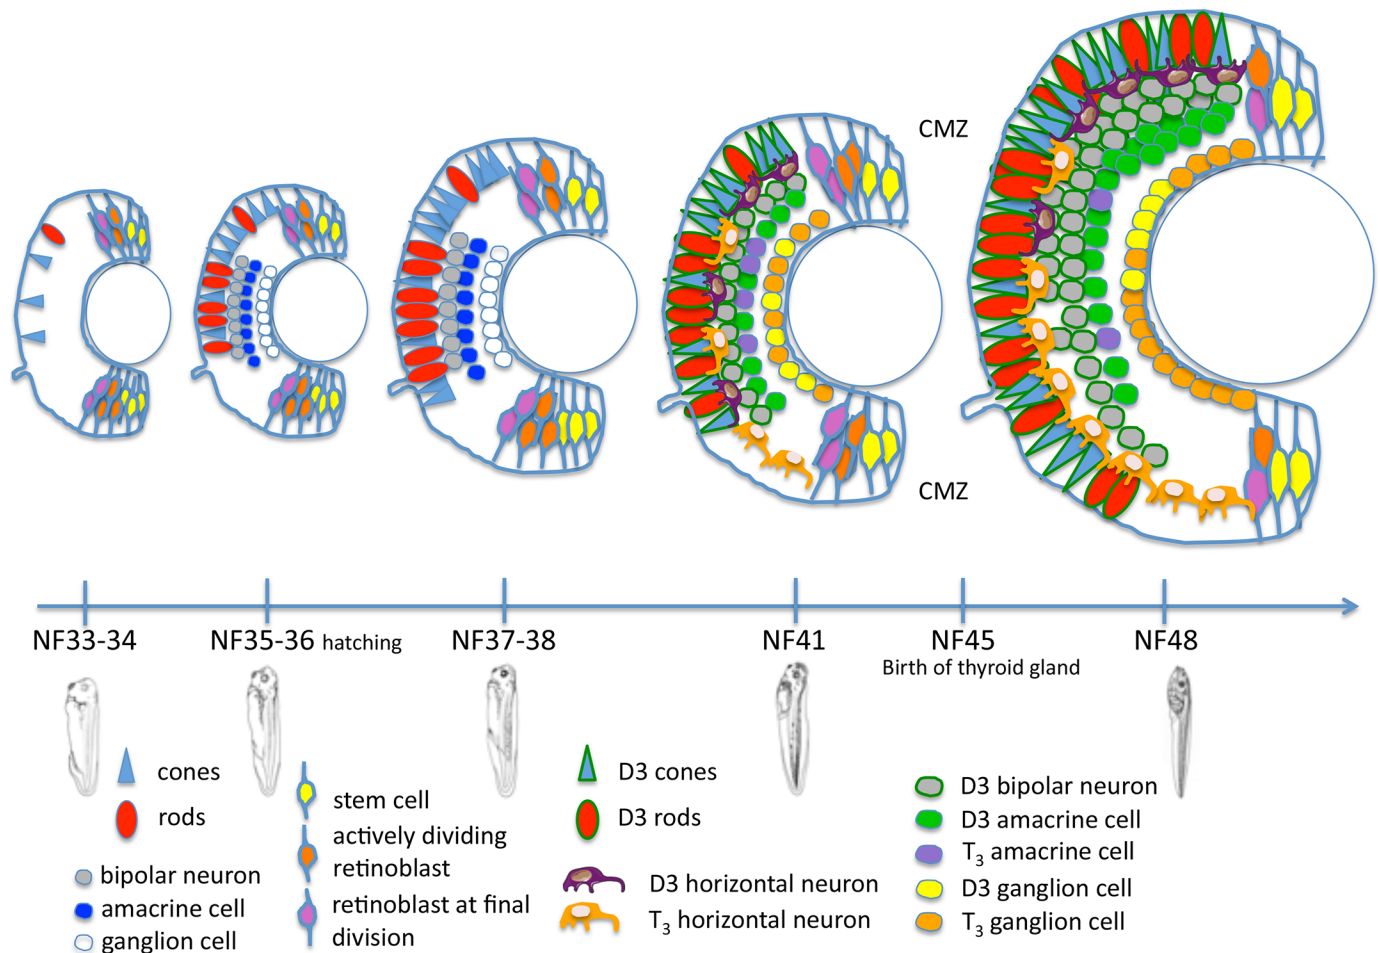 CMZ
CMZ
NF33-34
NF35-36 hatching
NF37-38
NF41
NF45
NF48
Birth of thyroid gland
cones
rods
bipolar neuron
amacrine cell
ganglion cell
stem cell
actively dividing
retinoblast
retinoblast at final
division
D3 cones
D3 rods
D3 horizontal neuron
T₃ horizontal neuron
D3 bipolar neuron
D3 amacrine cell
T₃ amacrine cell
D3 ganglion cell
T₃ ganglion cell